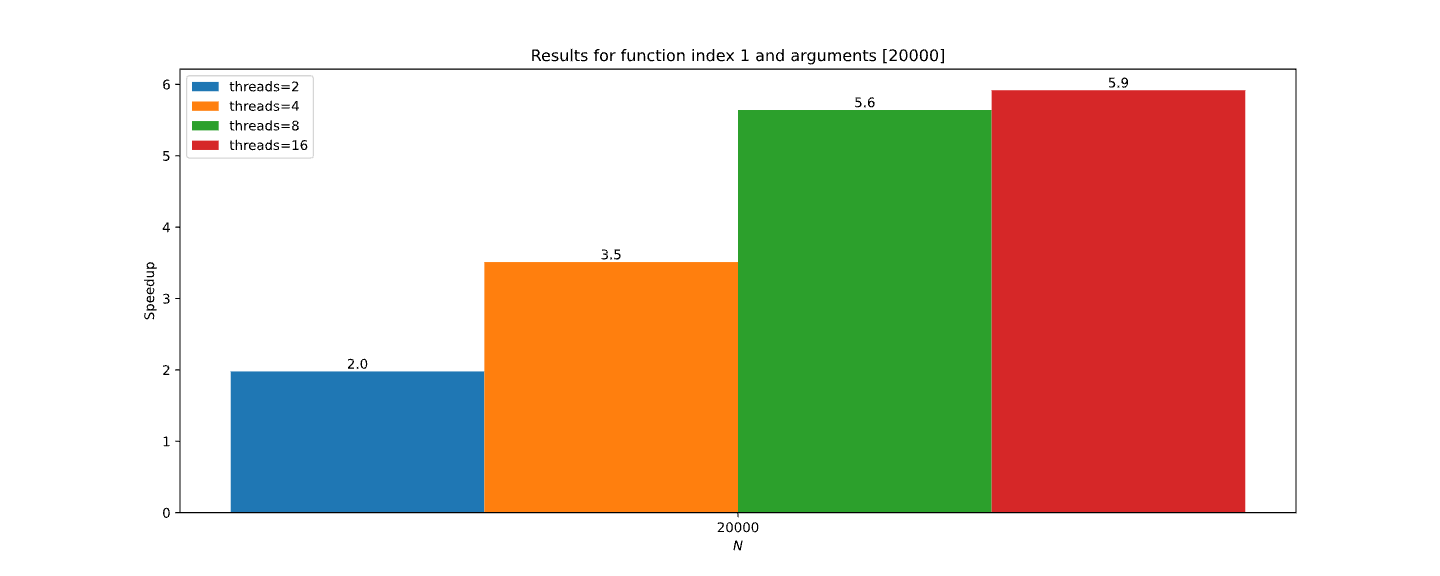 Results for function index 1 and arguments [20000]
threads=2
threads=4
threads=8
threads=16
6
5
4
3
2
1
0
Speedup
2.0
3.5
5.6
5.9
20000
N